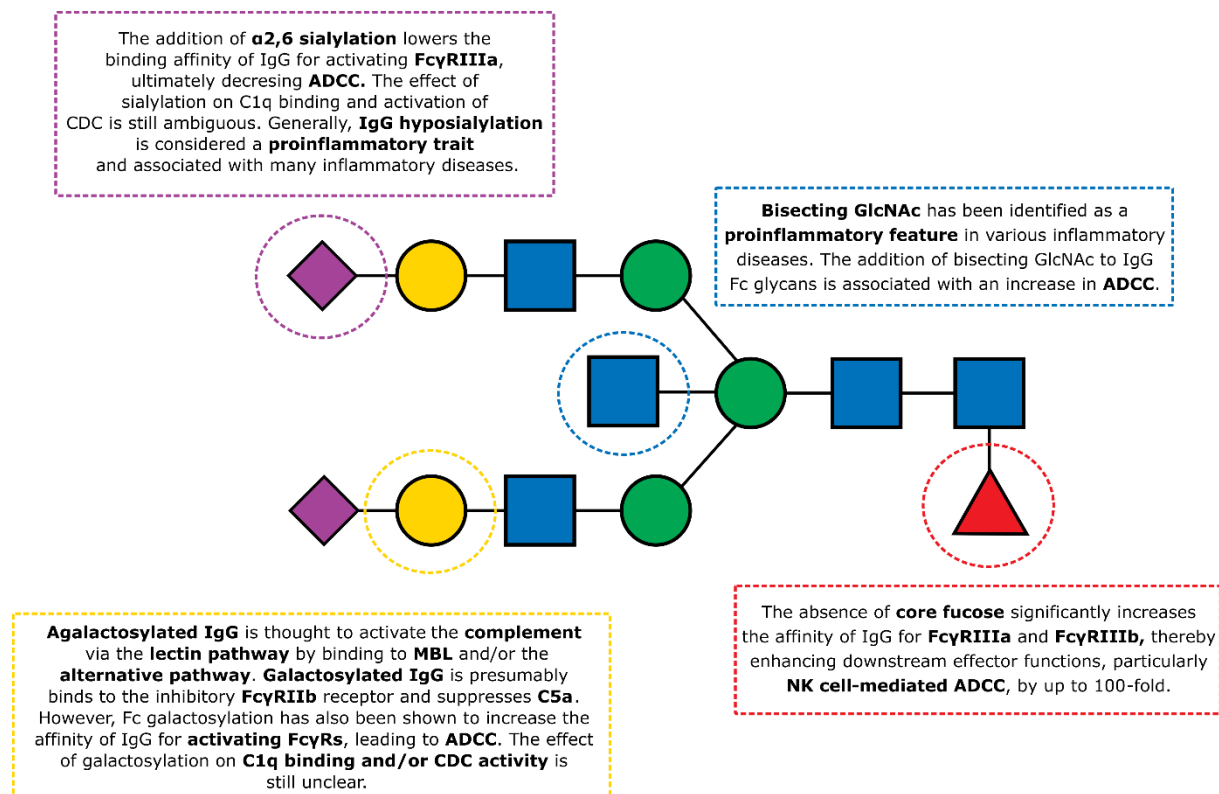 The addition of α2,6 sialylation lowers the
binding affinity of IgG for activating FcγRIIIa,
ultimately decresing ADCC. The effect of
sialylation on C1q binding and activation of
CDC is still ambiguous. Generally, IgG hyposialylation
is considered a proinflammatory trait
and associated with many inflammatory diseases.
Bisecting GlcNAc has been identified as a
proinflammatory feature in various inflammatory
diseases. The addition of bisecting GlcNAc to IgG
Fc glycans is associated with an increase in ADCC.
Agalactosylated IgG is thought to activate the complement
via the lectin pathway by binding to MBL and/or the
alternative pathway. Galactosylated IgG is presumably
binds to the inhibitory FcγRIIb receptor and suppresses C5a.
However, Fc galactosylation has also been shown to increase the
affinity of IgG for activating FcγRs, leading to ADCC. The effect
of galactosylation on C1q binding and/or CDC activity is
still unclear.
The absence of core fucose significantly increases
the affinity of IgG for FcγRIIIa and FcγRIIIb, thereby
enhancing downstream effector functions, particularly
NK cell-mediated ADCC, by up to 100-fold.